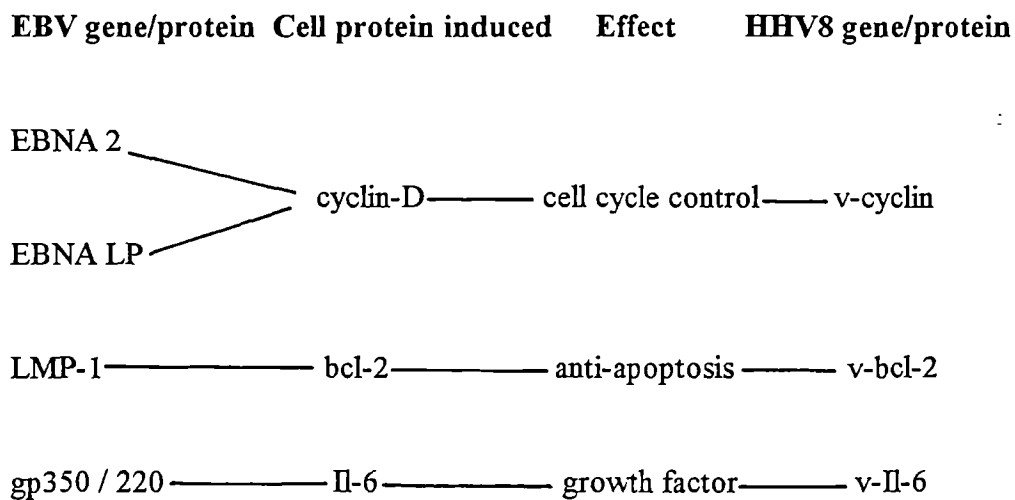 EBV gene/protein Cell protein induced Effect HHV8 gene/protein
EBNA 2
cyclin-D cell cycle control v-cyclin
EBNA LP
LMP-1 bcl-2 anti-apoptosis v-bcl-2
gp350 / 220 Il-6 growth factor v-Il-6